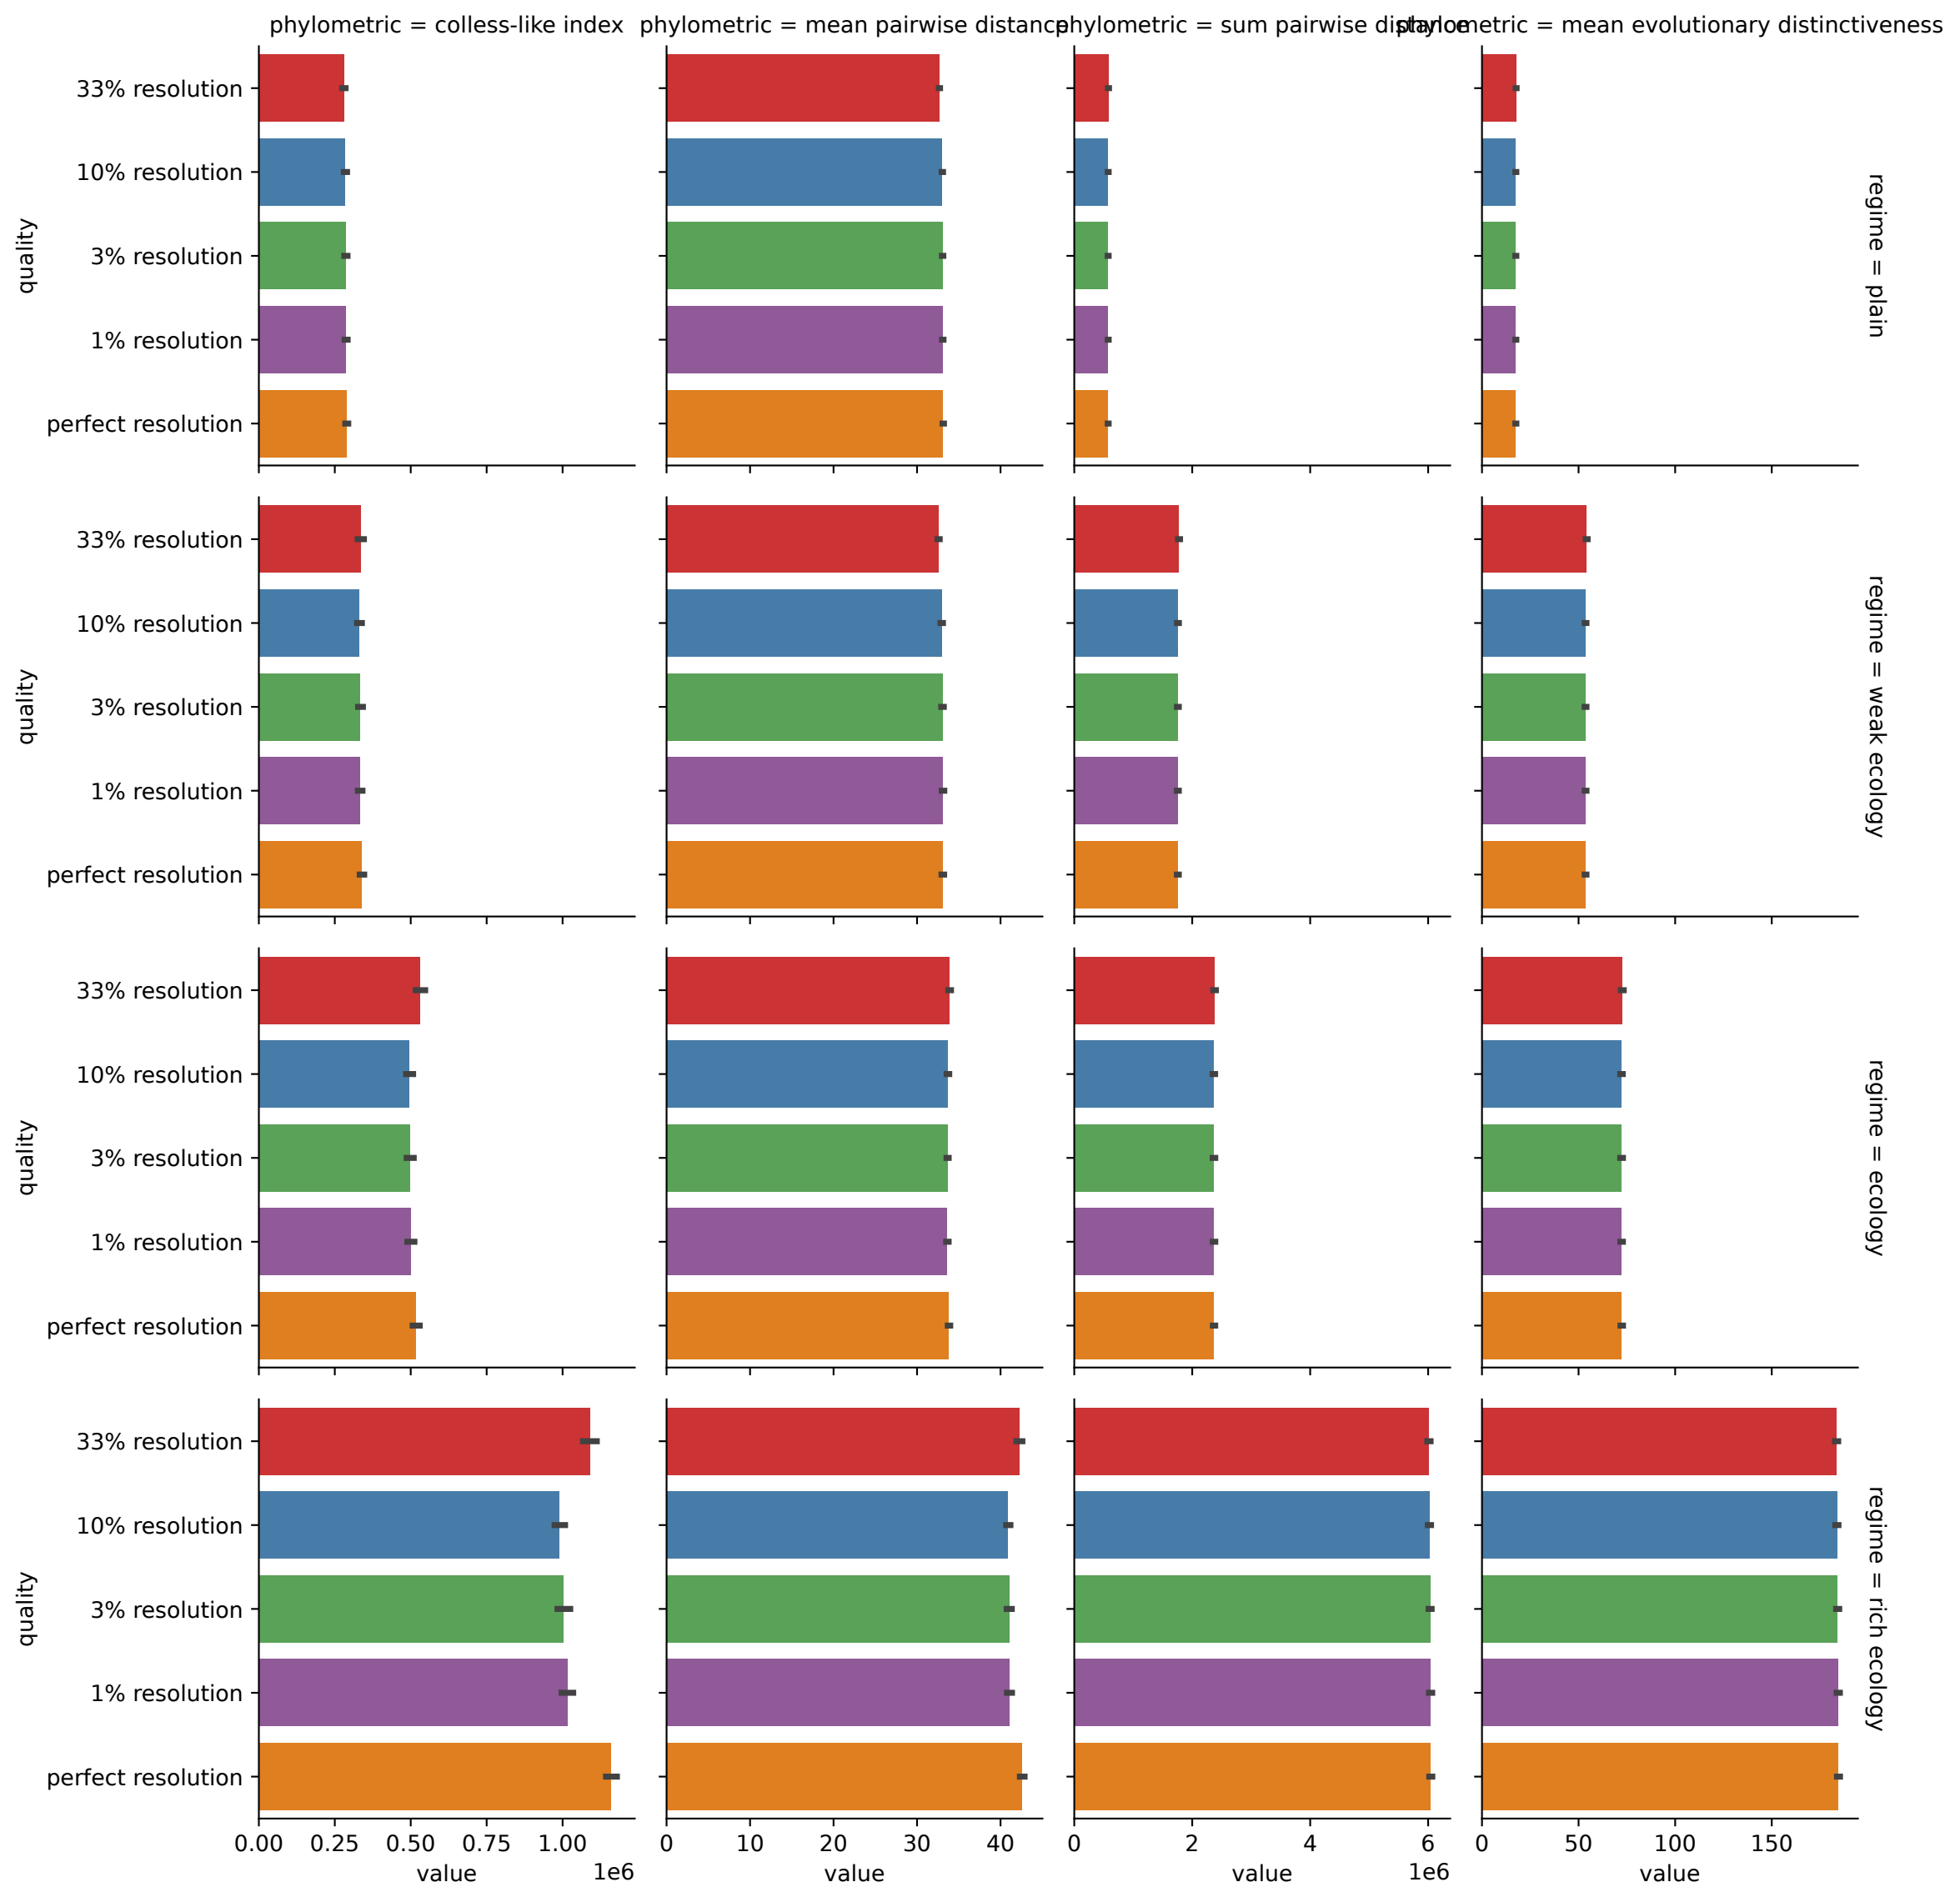 phylometric = colless-like index
phylometric = mean pairwise distance
phylometric = sum pairwise distance
phylometric = mean evolutionary distinctiveness
quality
33% resolution
10% resolution
3% resolution
1% resolution
perfect resolution
regime = plain
quality
33% resolution
10% resolution
3% resolution
1% resolution
perfect resolution
regime = weak ecology
quality
33% resolution
10% resolution
3% resolution
1% resolution
perfect resolution
regime = ecology
quality
33% resolution
10% resolution
3% resolution
1% resolution
perfect resolution
regime = rich ecology
0.00 0.25 0.50 0.75 1.00
1e6
value
0 10 20 30 40
value
0 2 4 6
1e6
value
0 50 100 150
value